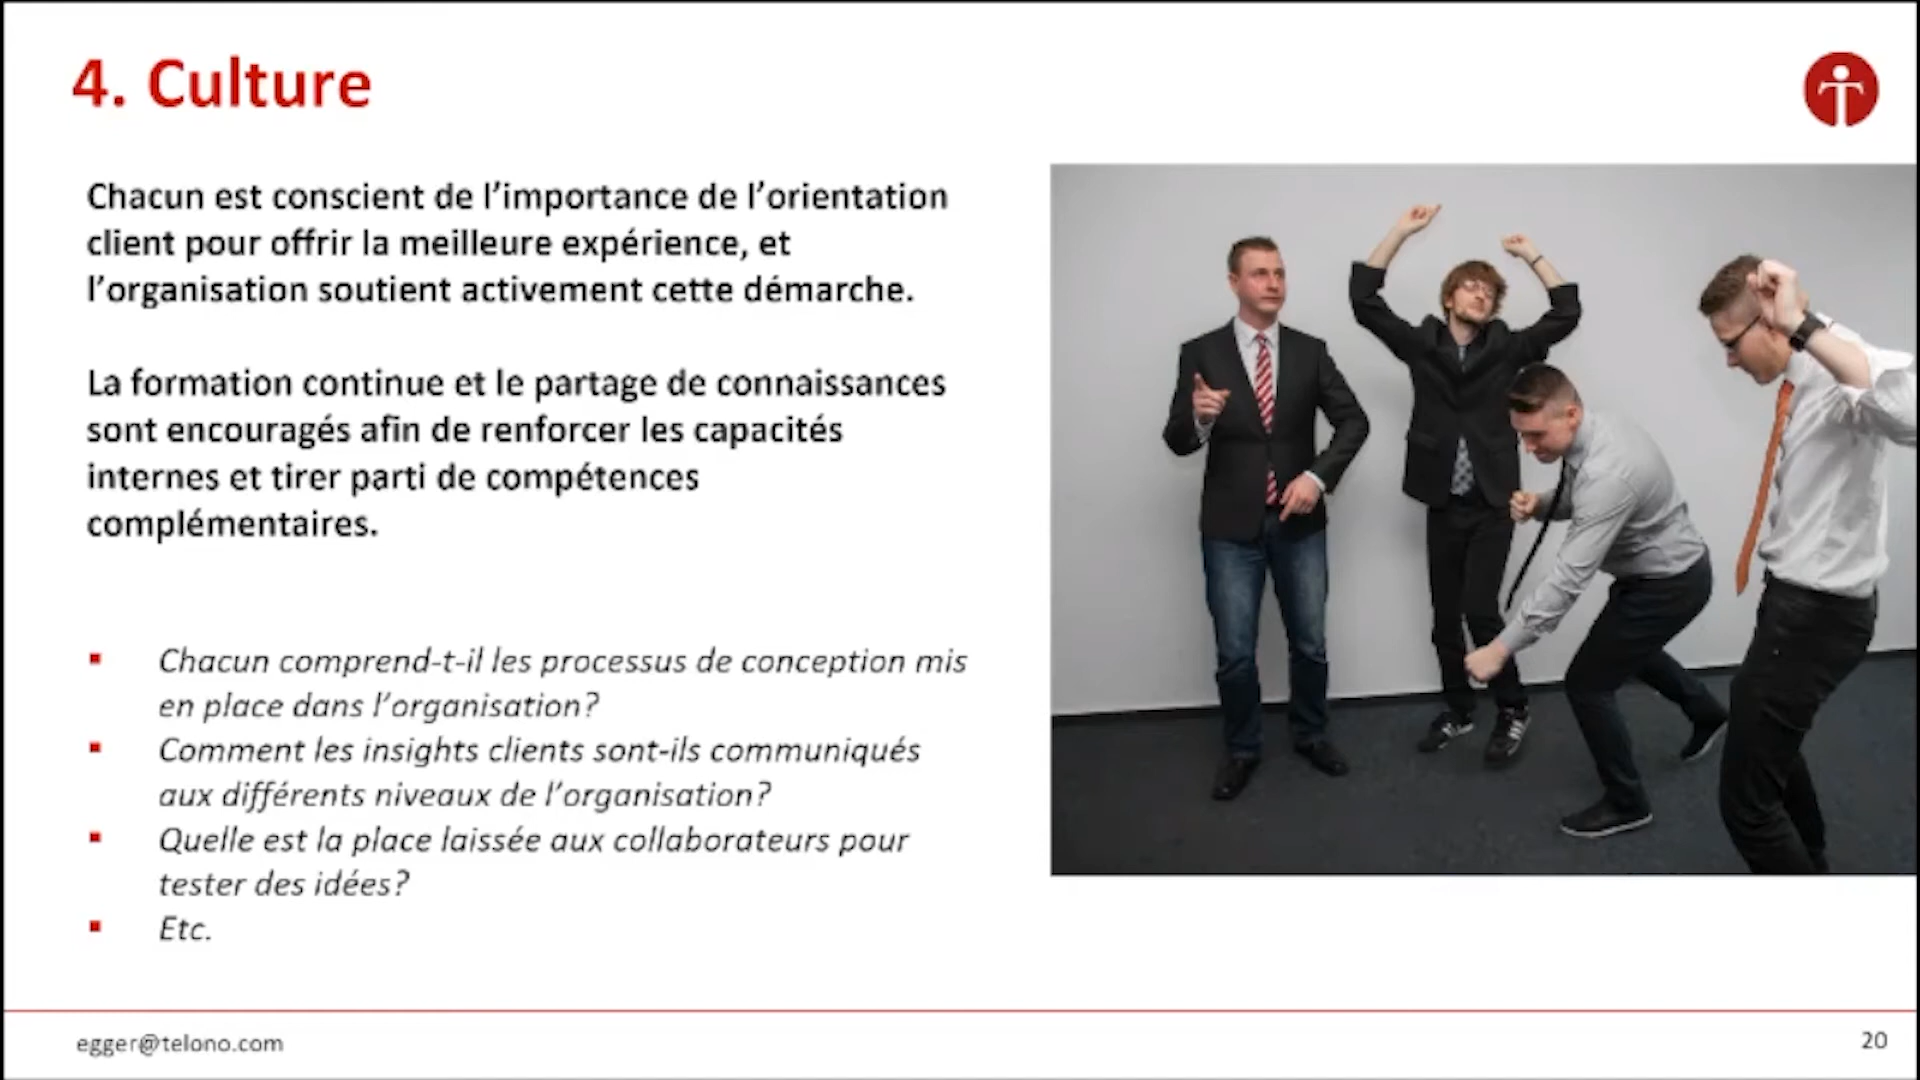 4. Culture
Chacun est conscient de l’importance de l’orientation
client pour offrir la meilleure expérience, et
l’organisation soutient activement cette démarche.
La formation continue et le partage de connaissances
sont encouragés afin de renforcer les capacités
internes et tirer parti de compétences
complémentaires.
Chacun comprend-t-il les processus de conception mis
en place dans l’organisation?
Comment les insights clients sont-ils communiqués
aux différents niveaux de l’organisation?
Quelle est la place laissée aux collaborateurs pour
tester des idées?
Etc.
egger@telono.com
20